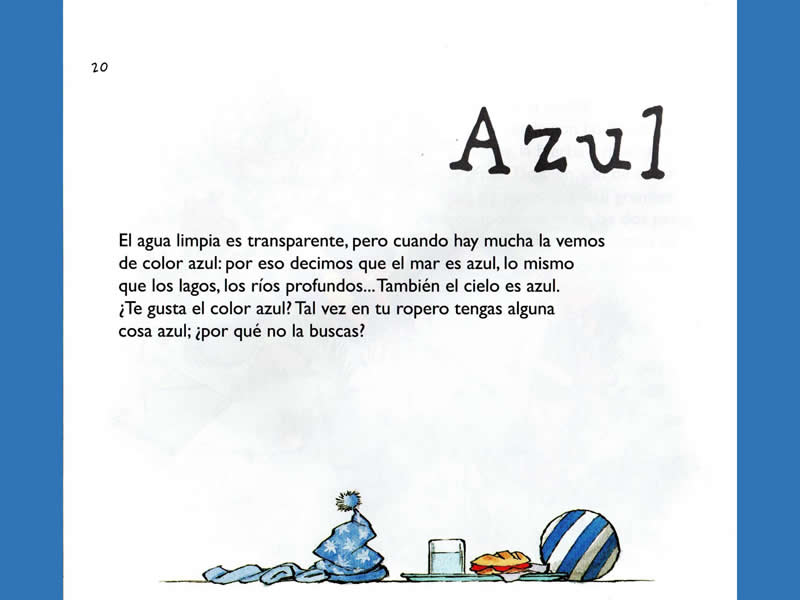 20
Azul
El agua limpia es transparente, pero cuando hay mucha la vemos
de color azul: por eso decimos que el mar es azul, lo mismo
que los lagos, los ríos profundos... También el cielo es azul.
¿Te gusta el color azul? Tal vez en tu ropero tengas alguna
cosa azul; ¿por qué no la buscas?